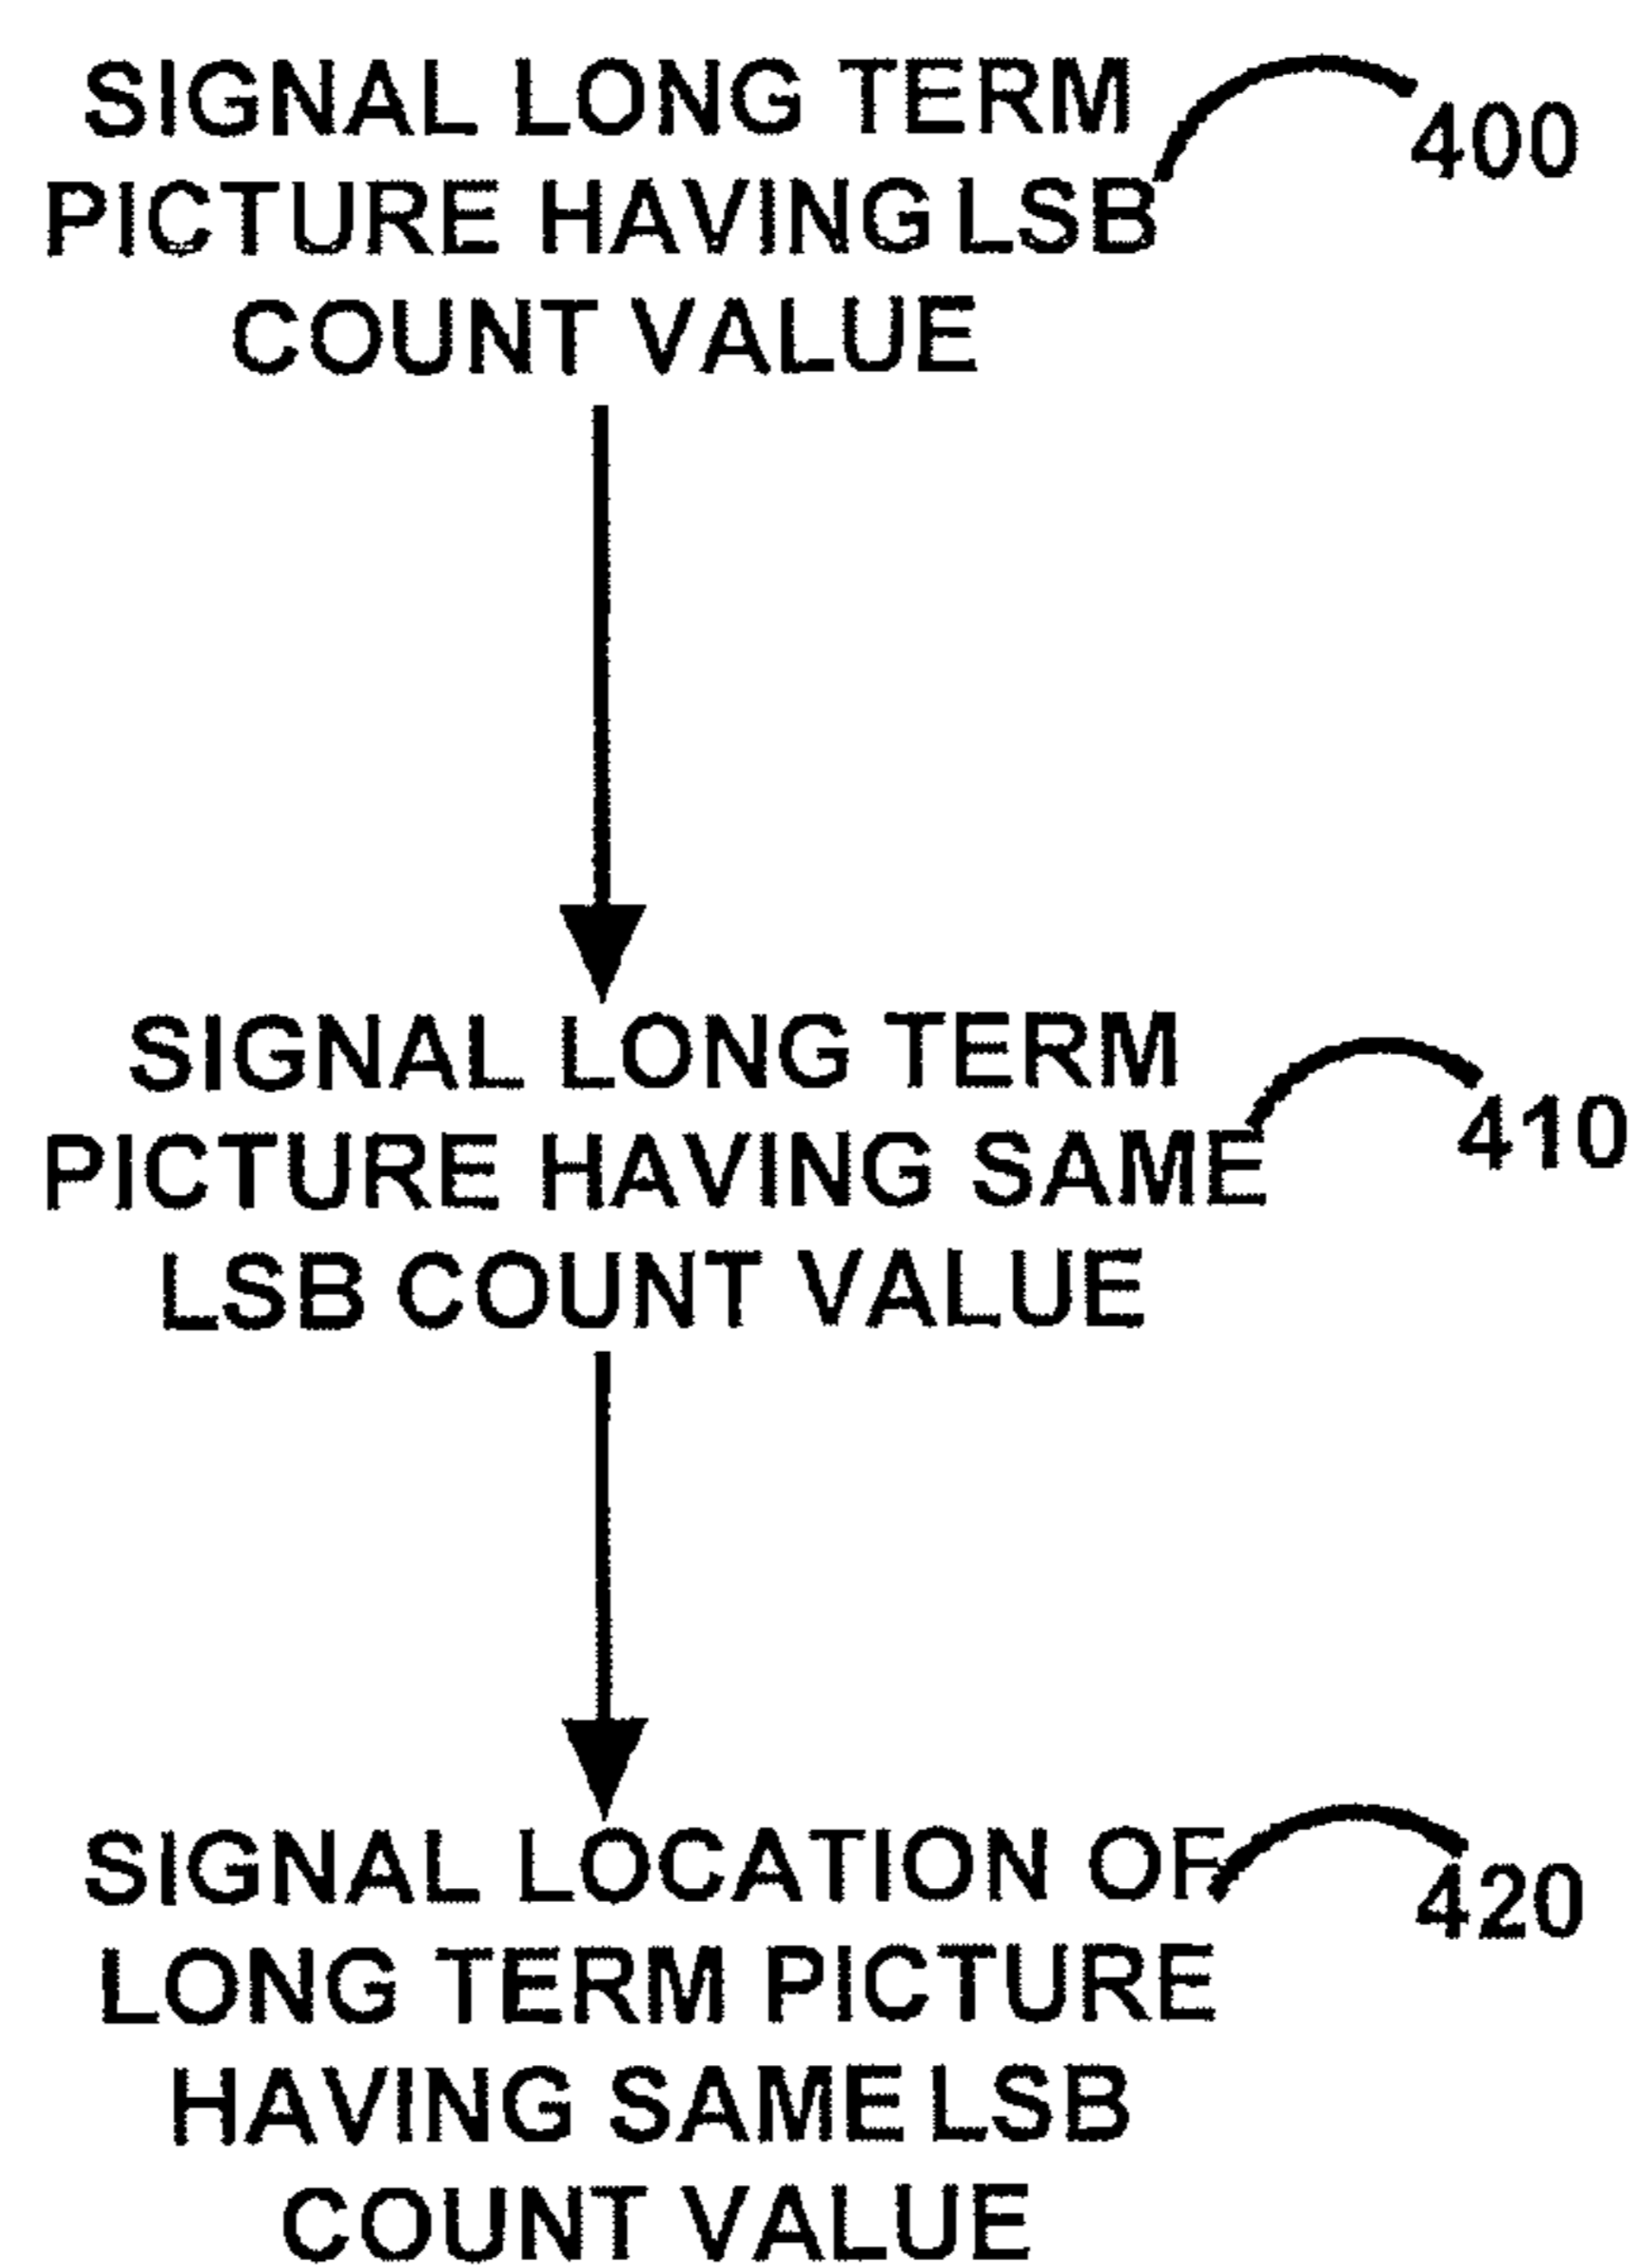 SIGNAL LONG TERM
400
PICTURE HAVING LSB
COUNT VALUE
SIGNAL LONG TERM
410
PICTURE HAVING SAME
LSB COUNT VALUE
SIGNAL LOCATION OF
420
LONG TERM PICTURE
HAVING SAME LSB
COUNT VALUE